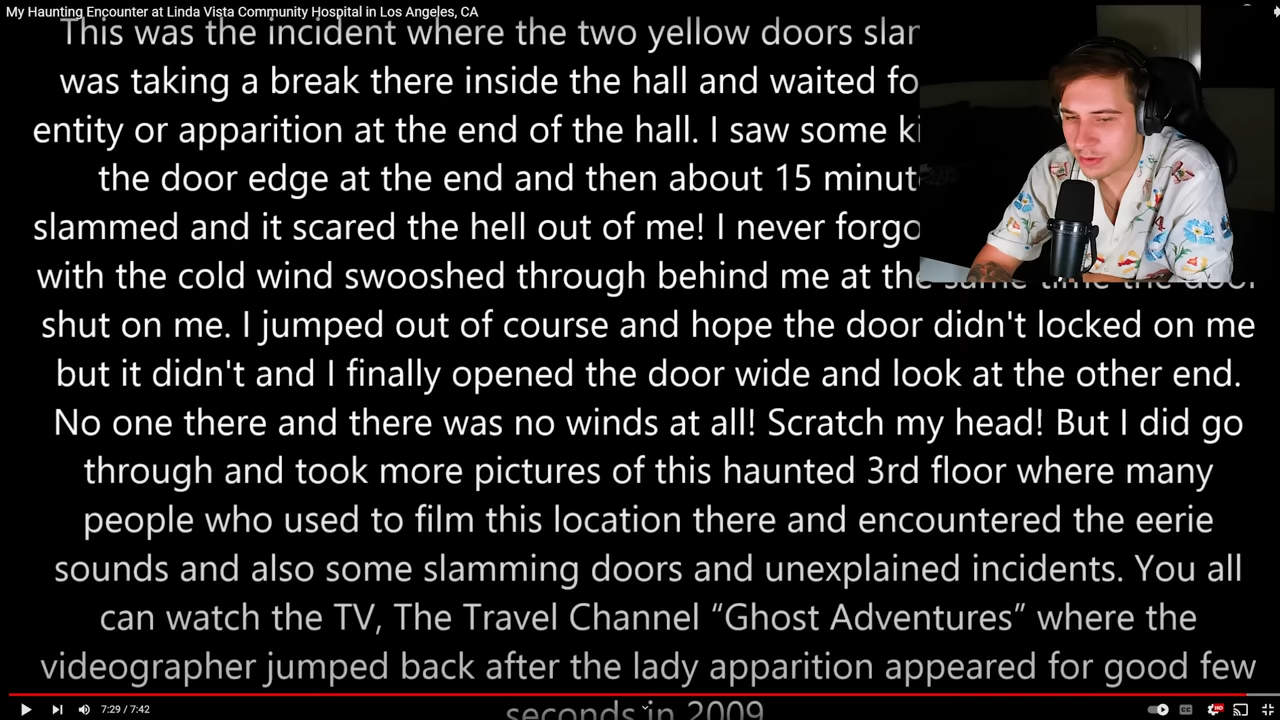 My Haunting Encounter at Linda Vista Community Hospital in Los Angeles, CA
This was the incident where the two yellow doors
was taking a break there inside the hall and waited
entity or apparition at the end of the hall. I saw some
the door edge at the end and then about 15
slammed and it scared the hell out of me! I never
with the cold wind swooshed through behind me at the same time the door
shut on me. I jumped out of course and hope the door didn't locked on me
but it didn't and I finally opened the door wide and look at the other end.
No one there and there was no winds at all! Scratch my head! But I did go
through and took more pictures of this haunted 3rd floor where many
people who used to film this location there and encountered the eerie
sounds and also some slamming doors and unexplained incidents. You all
can watch the TV, The Travel Channel “Ghost Adventures” where the
videographer jumped back after the lady apparition appeared for good few
seconds in 2009
7:29 / 7:42
CC
HD